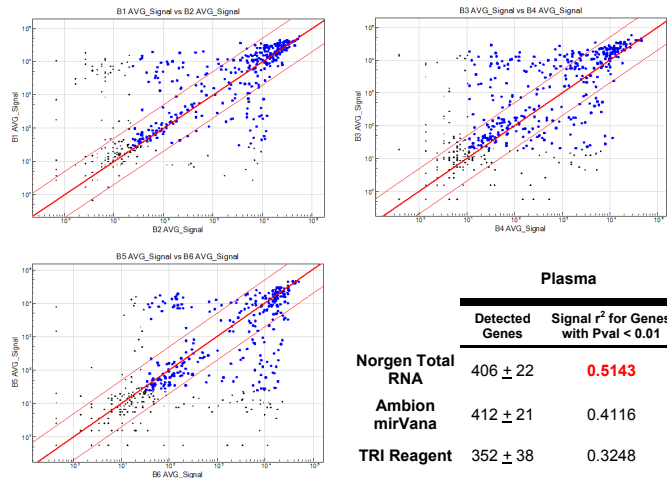 B1 AVG_Signal vs B2 AVG_Signal
B1 AVG_Signal
B2 AVG_Signal
B3 AVG_Signal vs B4 AVG_Signal
B3 AVG_Signal
B4 AVG_Signal
B5 AVG_Signal vs B6 AVG_Signal
B5 AVG_Signal
B6 AVG_Signal
Plasma
Detected Genes
Signal r² for Genes with Pval < 0.01
Norgen Total RNA 406 ± 22 0.5143
Ambion mirVana 412 ± 21 0.4116
TRI Reagent 352 ± 38 0.3248